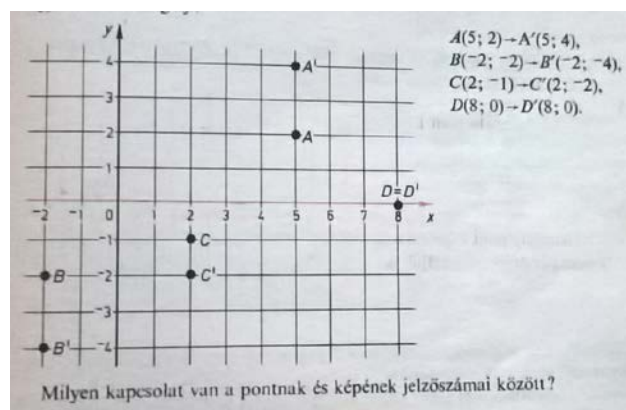 A(5; 2)→A′(5; 4),
B(⁻2; ⁻2)→B′(⁻2; ⁻4),
C(2; ⁻1)→C′(2; ⁻2),
D(8; 0)→D′(8; 0).
y
4 A'
3
2 A
1
D=D'
-2 -1 0 1 2 3 4 5 6 7 8 x
-1 C
B -2 C'
-3
B' -4
Milyen kapcsolat van a pontnak és képének jelzőszámai között?